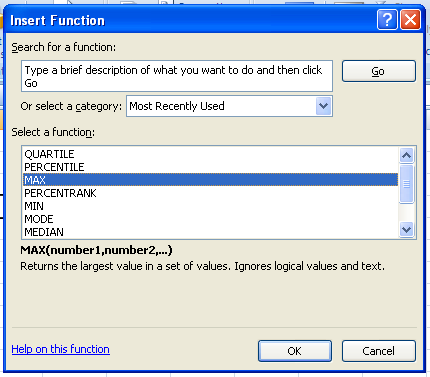 Insert Function
Search for a function:
Type a brief description of what you want to do and then click
Go
Go
Or select a category: Most Recently Used
Select a function:
QUARTILE
PERCENTILE
MAX
PERCENTRANK
MIN
MODE
MEDIAN
MAX(number1,number2,...)
Returns the largest value in a set of values. Ignores logical values and text.
Help on this function
OK
Cancel